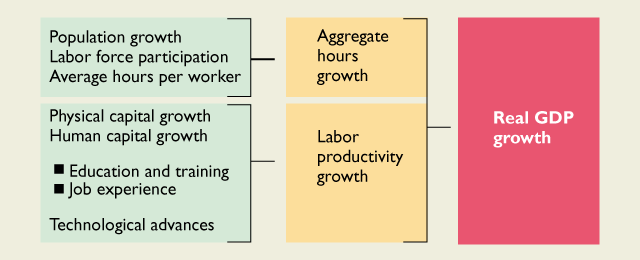 Population growth
Labor force participation
Average hours per worker
Aggregate
hours
growth
Physical capital growth
Human capital growth
Education and training
Job experience
Technological advances
Labor
productivity
growth
Real GDP
growth